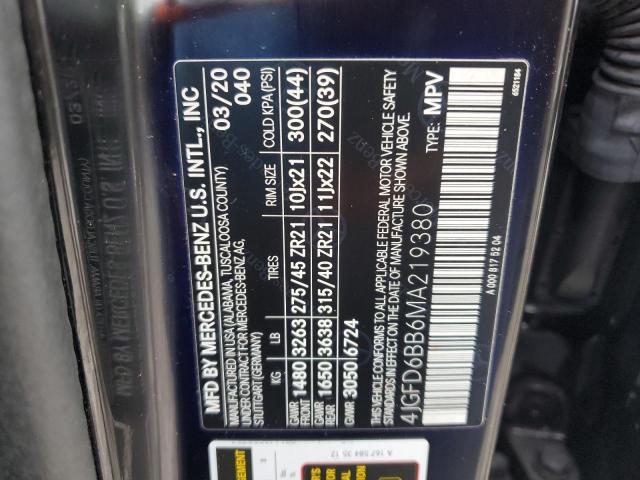 MFD BY MERCEDES-BENZ U.S. INTL., INC 03/20
MANUFACTURED IN USA (ALABAMA, TUSCALOOSA COUNTY) 040
UNDER CONTRACT FOR MERCEDES-BENZ AG,
STUTTGART (GERMANY)
KG LB TIRES RIM SIZE COLD KPA (PSI)
GAWR FRONT 1480 3263 275/45 ZR21 10Jx21 300(44)
GAWR REAR 1650 3638 315/40 ZR21 11Jx22 270(39)
GVWR 3050 6724
THIS MPV CONFORMS TO ALL APPLICABLE FEDERAL MOTOR VEHICLE SAFETY
STANDARDS IN EFFECT ON THE DATE OF MANUFACTURE SHOWN ABOVE.
4JGFD6BB6MA219380 TYPE: MPV
A 000 817 52 04 6521184
A 167 584 35 12